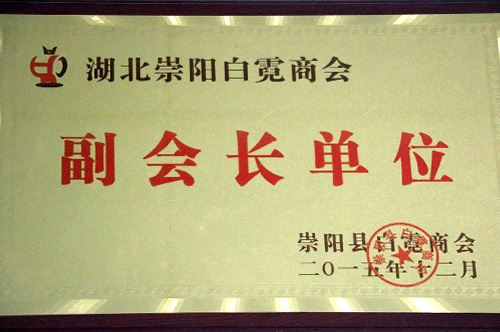 湖北崇阳白霓商会
副会长单位
崇阳县白霓商会
二〇一五年十二月